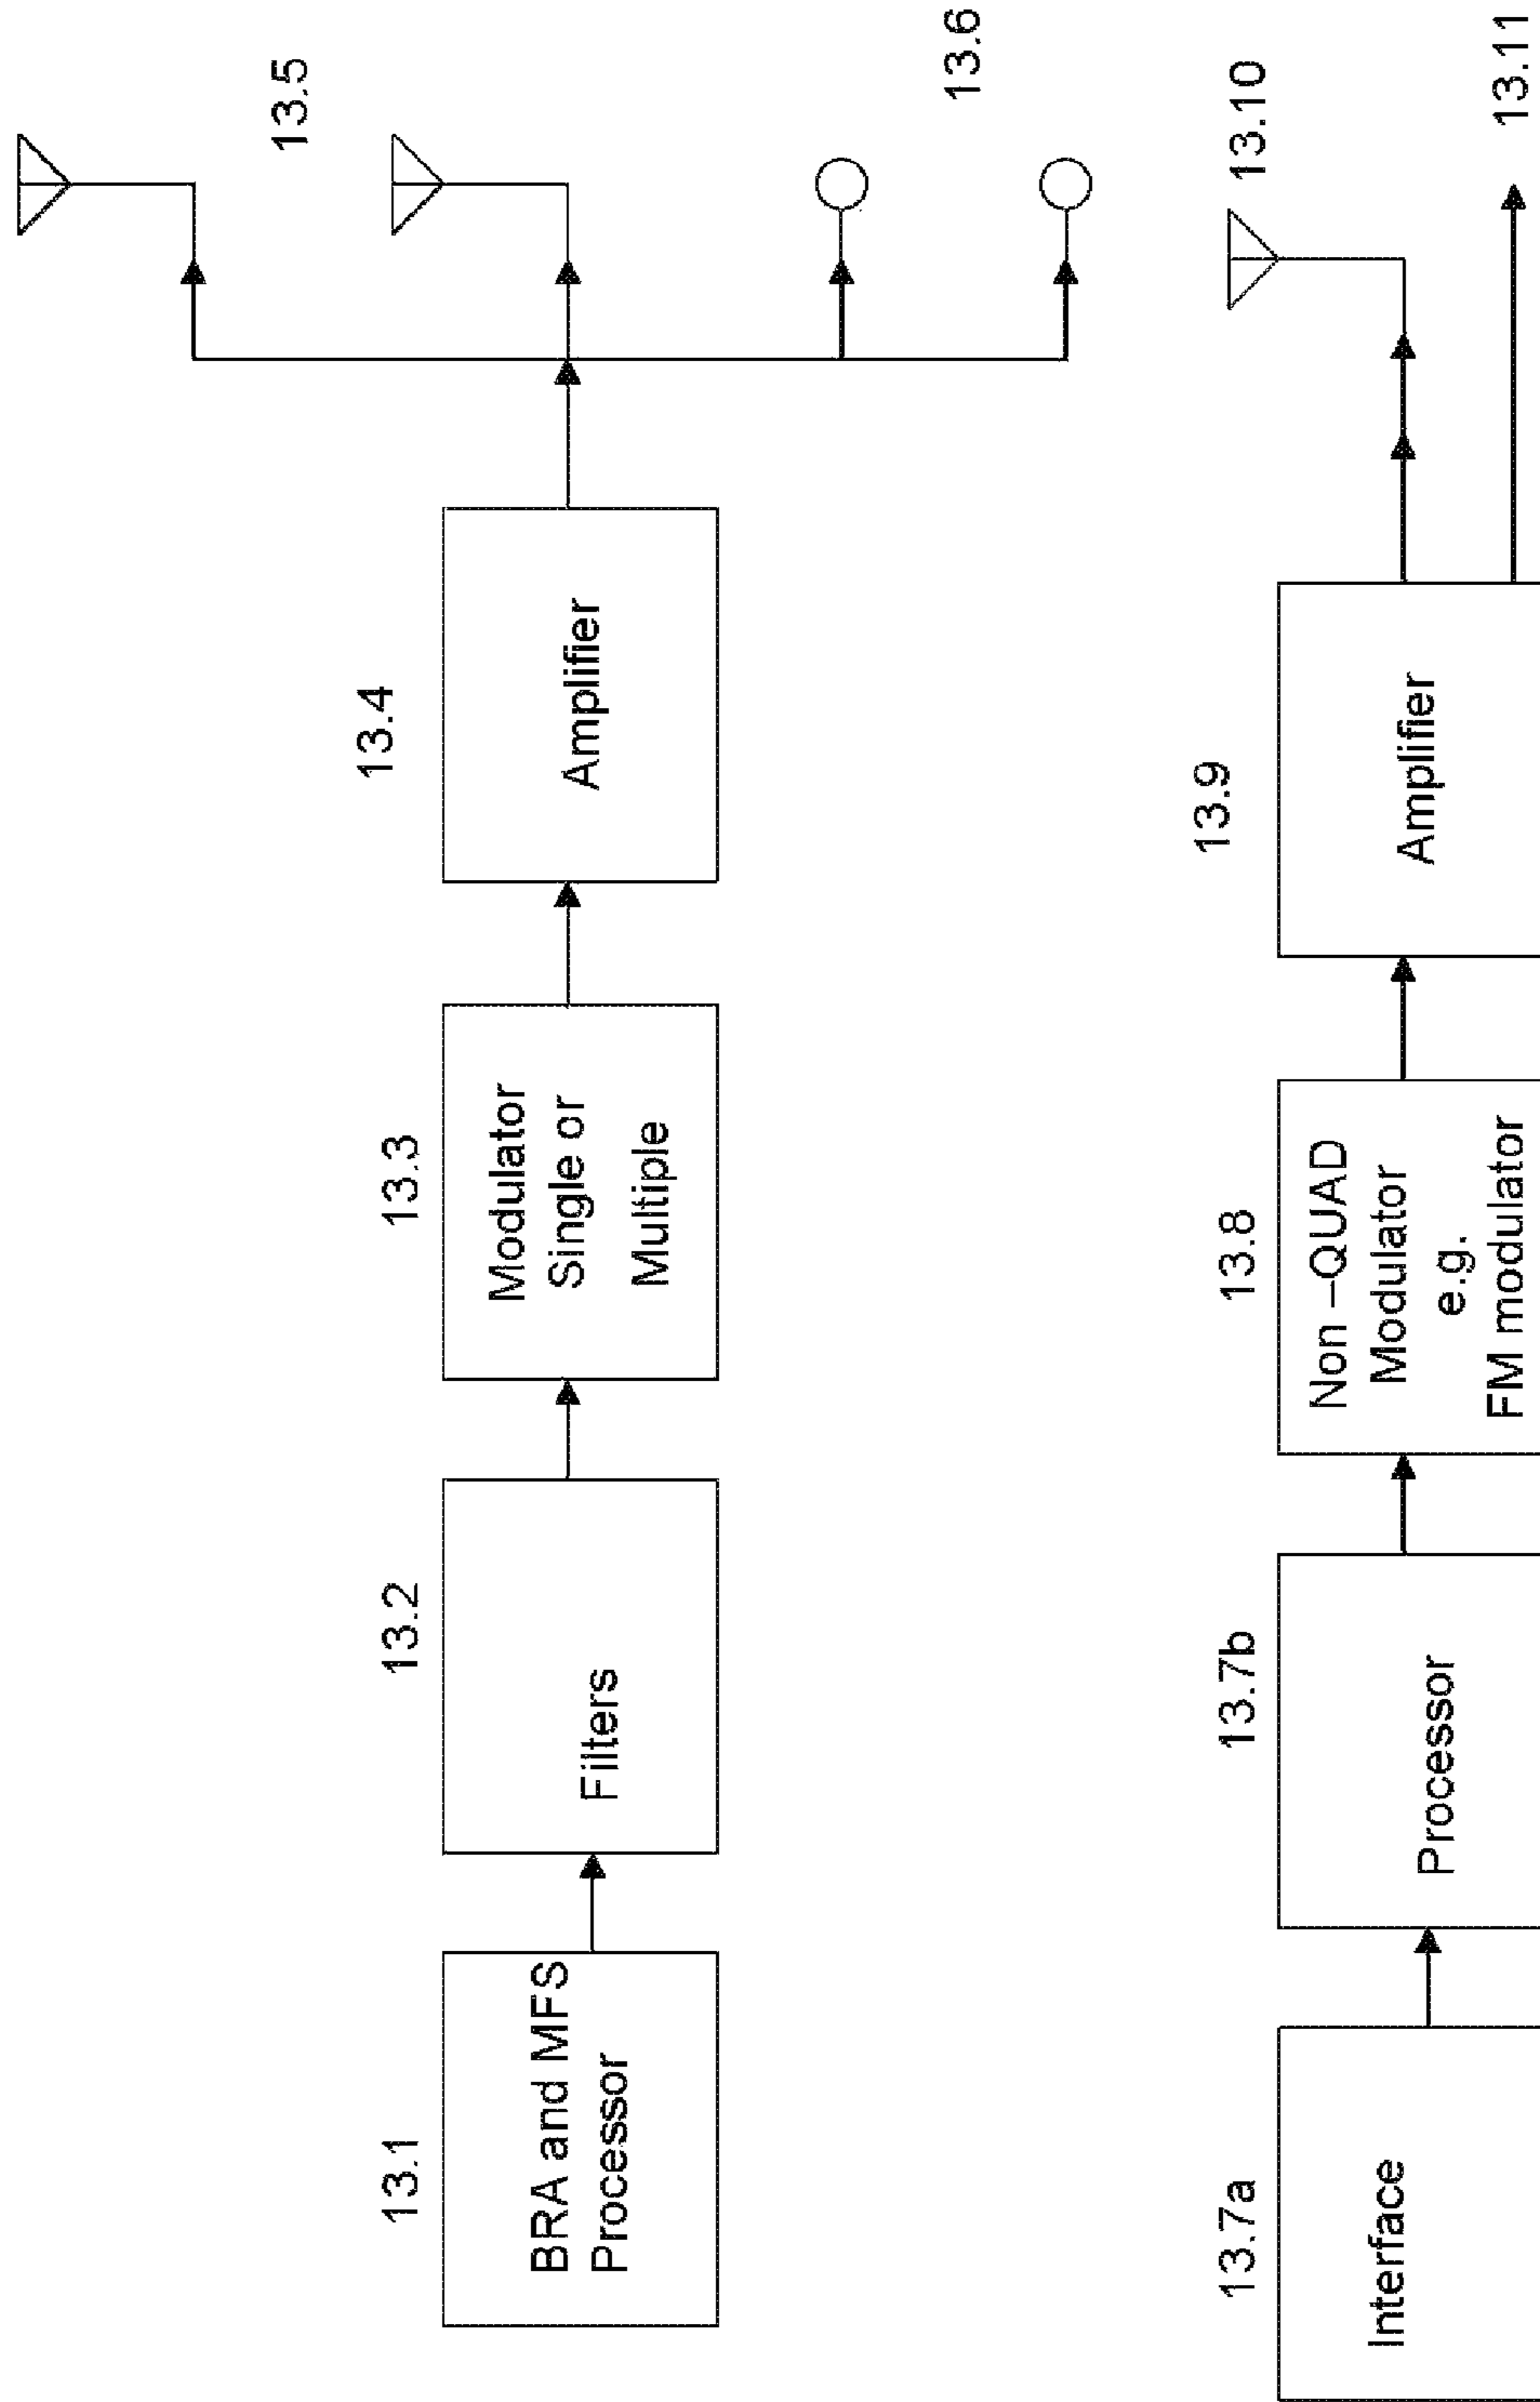 13.1
BRA and MFS
Processor
13.2
Filters
13.3
Modulator
Single or
Multiple
13.4
Amplifier
13.5
13.6
13.7a
Interface
13.7b
Processor
13.8
Non –QUAD
Modulator
e.g.
FM modulator
13.9
Amplifier
13.10
13.11